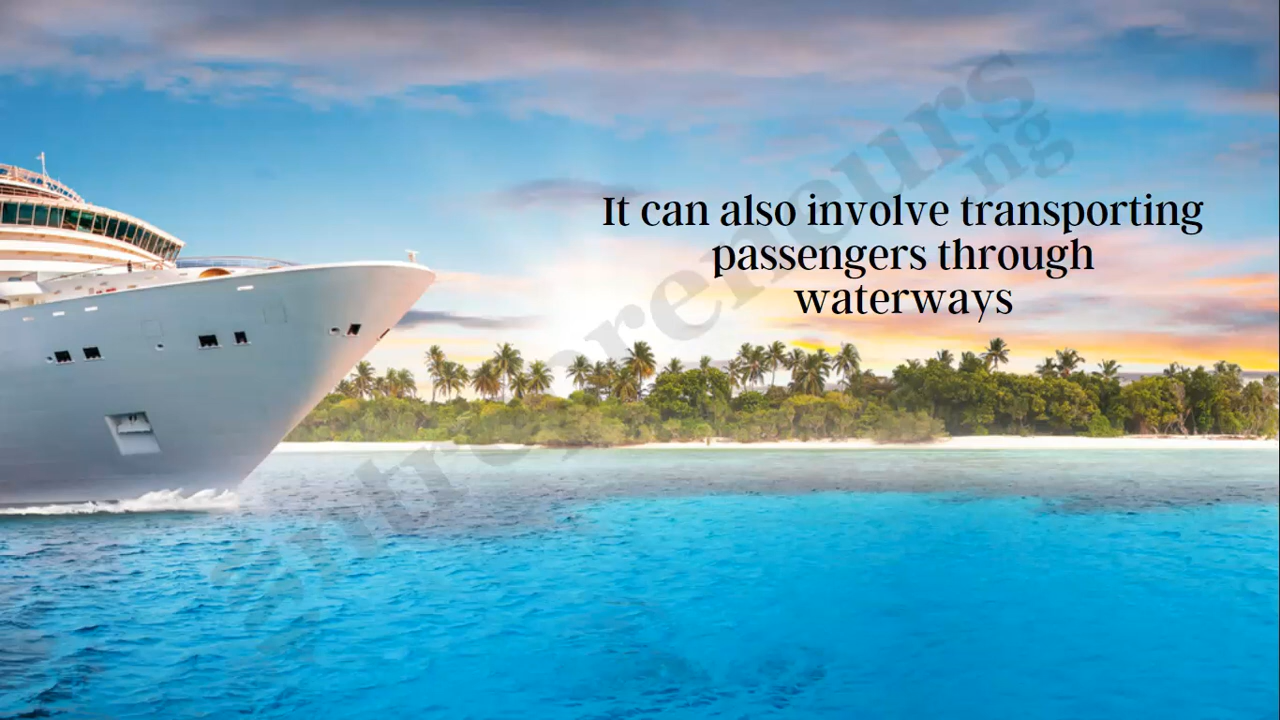 It can also involve transporting
passengers through
waterways